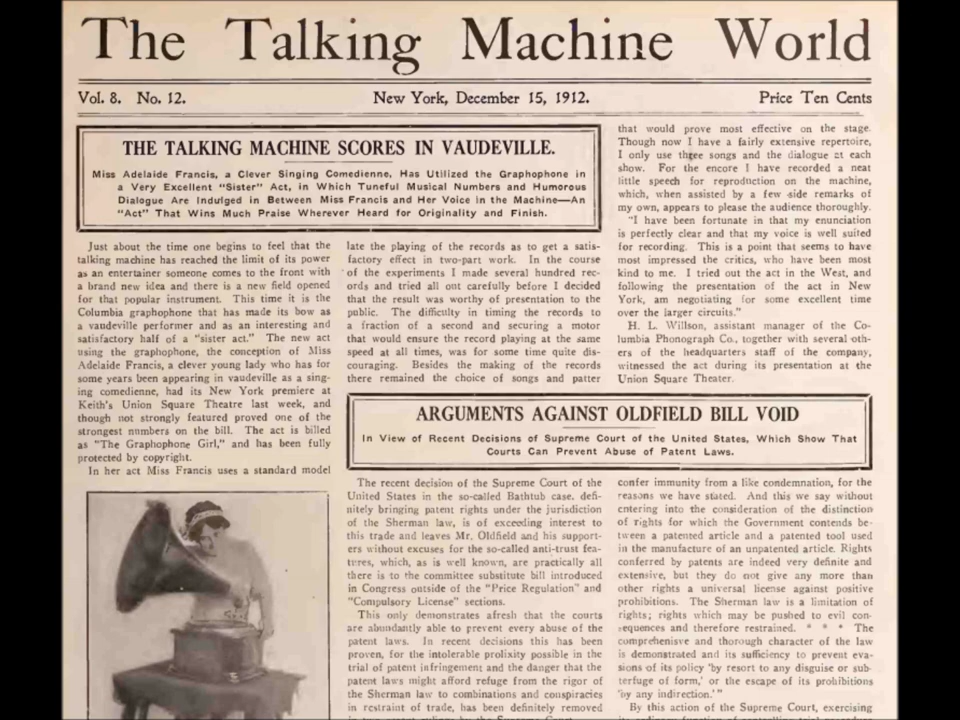 The Talking Machine World
Vol. 8. No. 12. New York, December 15, 1912. Price Ten Cents
THE TALKING MACHINE SCORES IN VAUDEVILLE.
Miss Adelaide Francis, a Clever Singing Comedienne, Has Utilized the Graphophone in
a Very Excellent "Sister" Act, in Which Tuneful Musical Numbers and Humorous
Dialogue Are Indulged in Between Miss Francis and Her Voice in the Machine—An
"Act" That Wins Much Praise Wherever Heard for Originality and Finish.
Just about the time one begins to feel that the
talking machine has reached the limit of its power
as an entertainer someone comes to the front with
a brand new idea and there is a new field opened
for that popular instrument. This time it is the
Columbia graphophone that has made its bow as
a vaudeville performer and as an interesting and
satisfactory half of a "sister act." The new act
using the graphophone, the conception of Miss
Adelaide Francis, a clever young lady who has for
some years been appearing in vaudeville as a sing-
ing comedienne, had its New York premiere at
Keith's Union Square Theatre last week, and
though not strongly featured proved one of the
strongest numbers on the bill. The act is billed
as "The Graphophone Girl," and has been fully
protected by copyright.
In her act Miss Francis uses a standard model
late the playing of the records as to get a satis-
factory effect in two-part work. In the course
of the experiments I made several hundred rec-
ords and tried all out carefully before I decided
that the result was worthy of presentation to the
public. The difficulty in timing the records to
a fraction of a second and securing a motor
that would ensure the record playing at the same
speed at all times, was for some time quite dis-
couraging. Besides the making of the records
there remained the choice of songs and patter
that would prove most effective on the stage.
Though now I have a fairly extensive repertoire,
I only use three songs and the dialogue at each
show. For the encore I have recorded a neat
little speech for reproduction on the machine,
which, when assisted by a few side remarks of
my own, appears to please the audience thoroughly.
"I have been fortunate in that my enunciation
is perfectly clear and that my voice is well suited
for recording. This is a point that seems to have
most impressed the critics, who have been most
kind to me. I tried out the act in the West, and
following the presentation of the act in New
York, am negotiating for some excellent time
over the larger circuits."
H. L. Willson, assistant manager of the Co-
lumbia Phonograph Co., together with several oth-
ers of the headquarters staff of the company,
witnessed the act during its presentation at the
Union Square Theater.
ARGUMENTS AGAINST OLDFIELD BILL VOID
In View of Recent Decisions of Supreme Court of the United States, Which Show That
Courts Can Prevent Abuse of Patent Laws.
The recent decision of the Supreme Court of the
United States in the so-called Bathtub case. defi-
nitely bringing patent rights under the jurisdiction
of the Sherman law, is of exceeding interest to
this trade and leaves Mr. Oldfield and his support-
ers without excuses for the so-called anti-trust fea-
tures, which, as is well known, are practically all
there is to the committee substitute bill introduced
in Congress outside of the "Price Regulation" and
"Compulsory License" sections.
This only demonstrates afresh that the courts
are abundantly able to prevent every abuse of the
patent laws. In recent decisions this has been
proven, for the intolerable prolixity possible in the
trial of patent infringement and the danger that the
patent laws might afford refuge from the rigor of
the Sherman law to combinations and conspiracies
in restraint of trade, has been definitely removed
confer immunity from a like condemnation, for the
reasons we have stated. And this we say without
entering into the consideration of the distinction
of rights for which the Government contends be-
tween a patented article and a patented tool used
in the manufacture of an unpatented article. Rights
conferred by patents are indeed very definite and
extensive, but they do not give any more than
other rights a universal license against positive
prohibitions. The Sherman law is a limitation of
rights; rights which may be pushed to evil con-
sequences and therefore restrained. * * * The
comprehensive and thorough character of the law
is demonstrated and its sufficiency to prevent eva-
sions of its policy 'by resort to any disguise or sub-
terfuge of form,' or the escape of its prohibitions
'by any indirection.'"
By this action of the Supreme Court, exercising